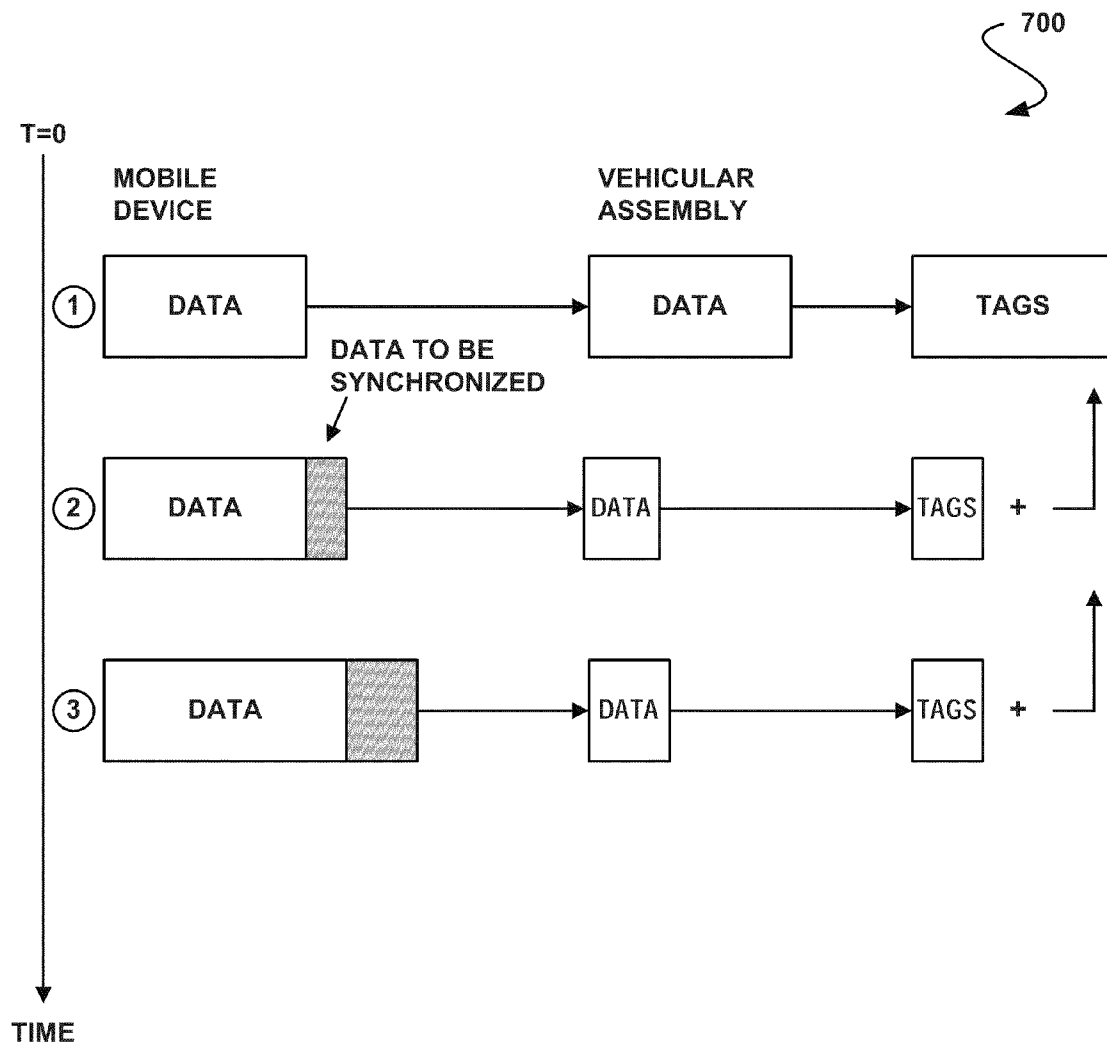 700
T=0
MOBILE
DEVICE
VEHICULAR
ASSEMBLY
1
DATA
DATA
TAGS
DATA TO BE
SYNCHRONIZED
2
DATA
DATA
TAGS
+
3
DATA
DATA
TAGS
+
TIME